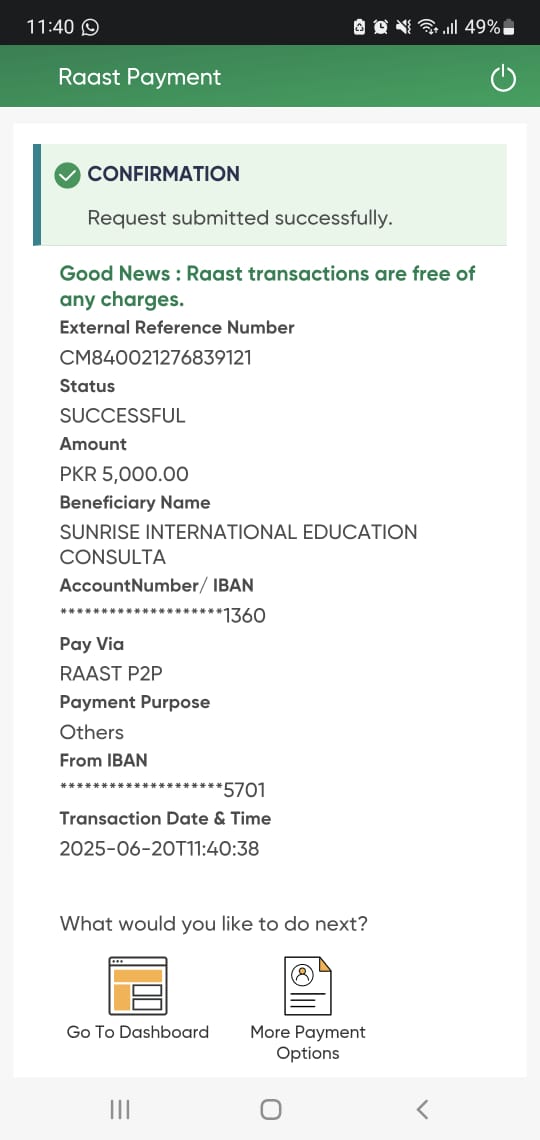 11:40 49%
Raast Payment
CONFIRMATION
Request submitted successfully.
Good News : Raast transactions are free of
any charges.
External Reference Number
CM840021276839121
Status
SUCCESSFUL
Amount
PKR 5,000.00
Beneficiary Name
SUNRISE INTERNATIONAL EDUCATION
CONSULTA
AccountNumber/ IBAN
********************1360
Pay Via
RAAST P2P
Payment Purpose
Others
From IBAN
********************5701
Transaction Date & Time
2025-06-20T11:40:38
What would you like to do next?
Go To Dashboard
More Payment
Options